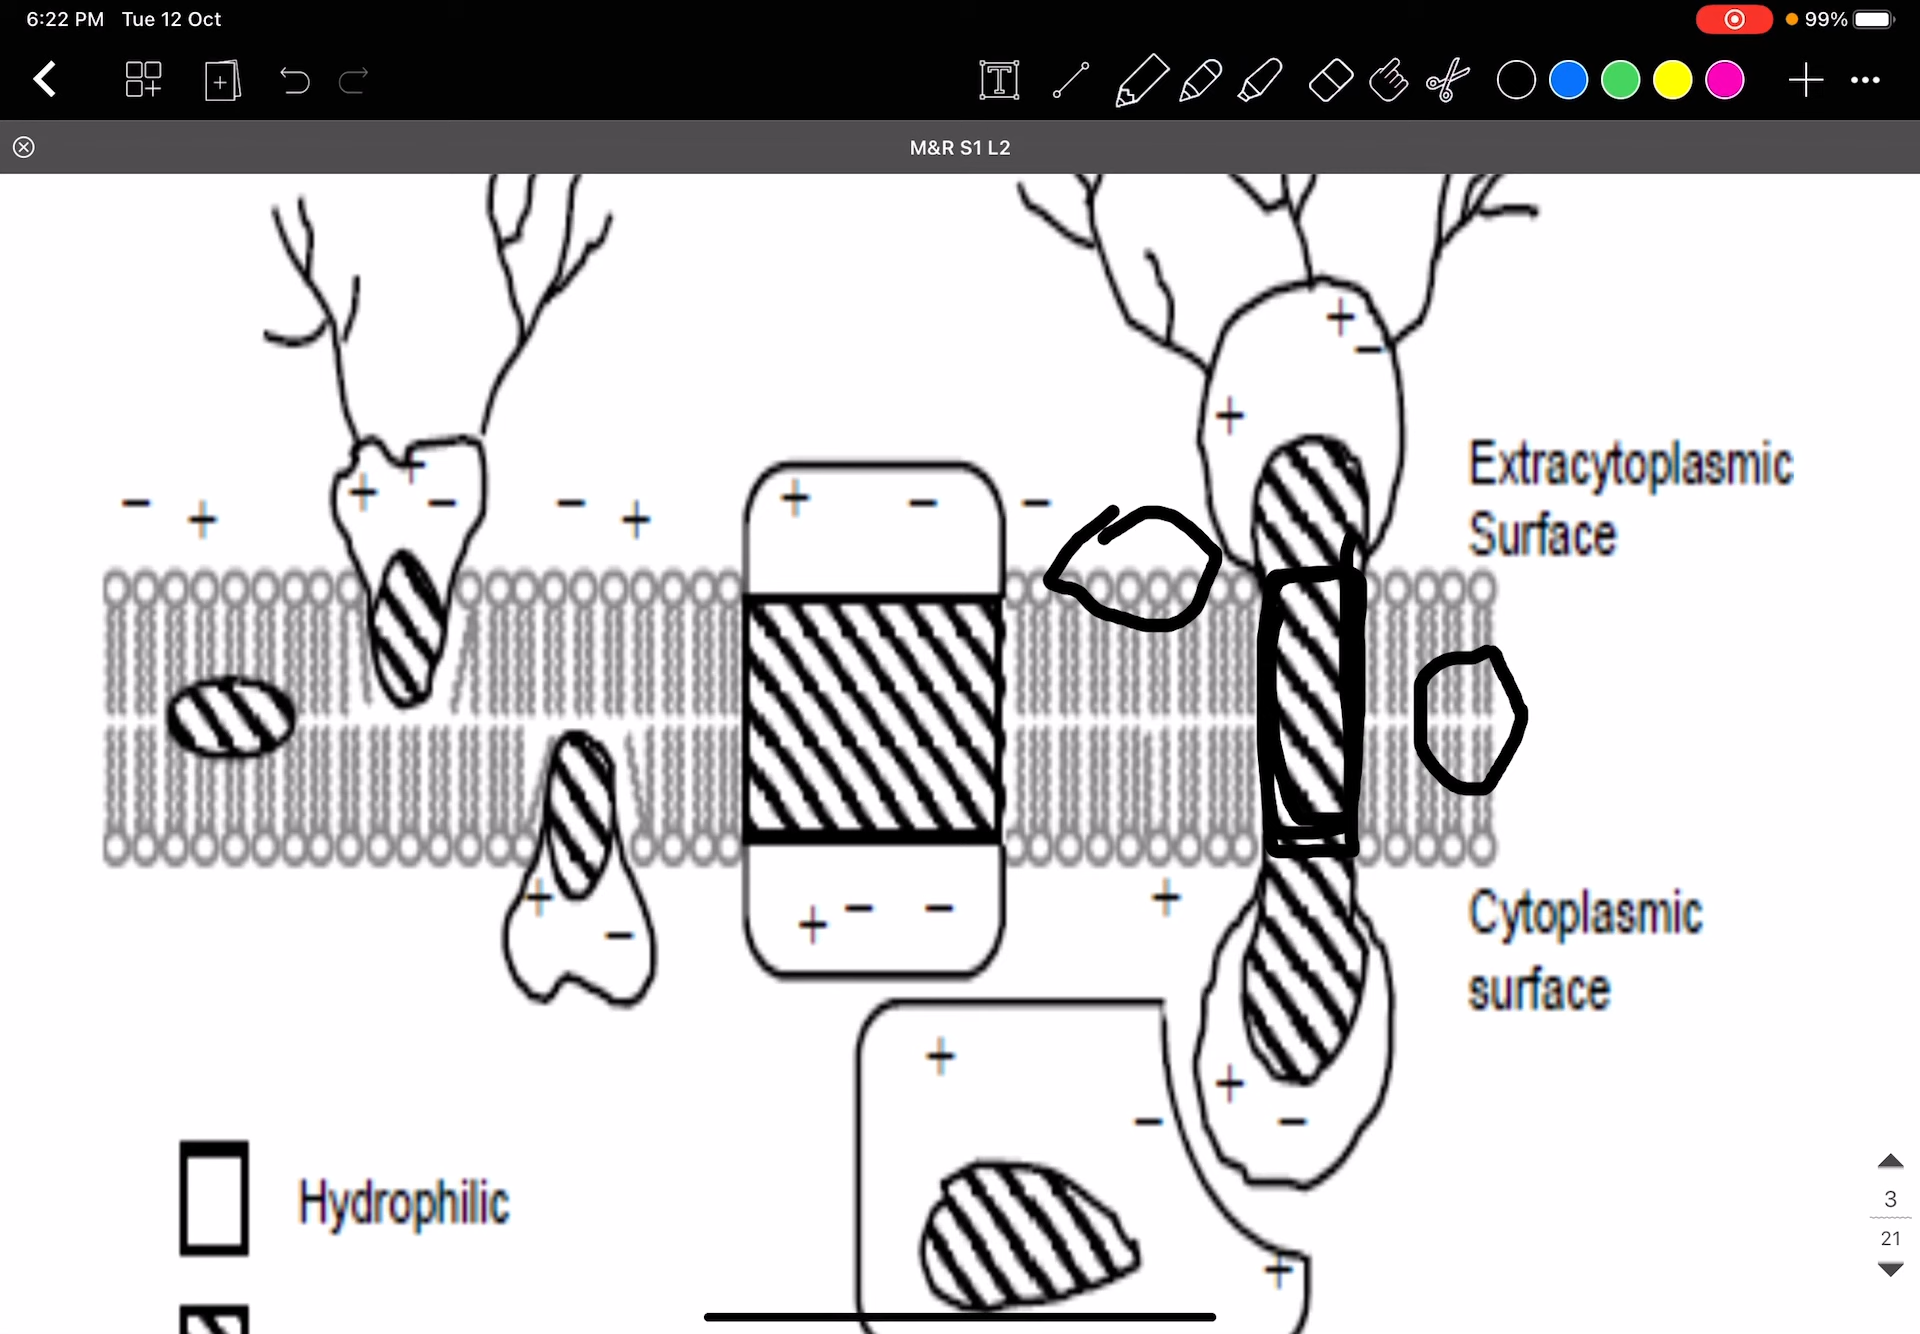 6:22 PM Tue 12 Oct
99%
T
M&R S1 L2
+
−
+
Extracytoplasmic
Surface
+
+
−
− +
− +
+ −
−
+
−
+
+ − −
+
Cytoplasmic
surface
+
−
+
−
+
Hydrophilic
3
21